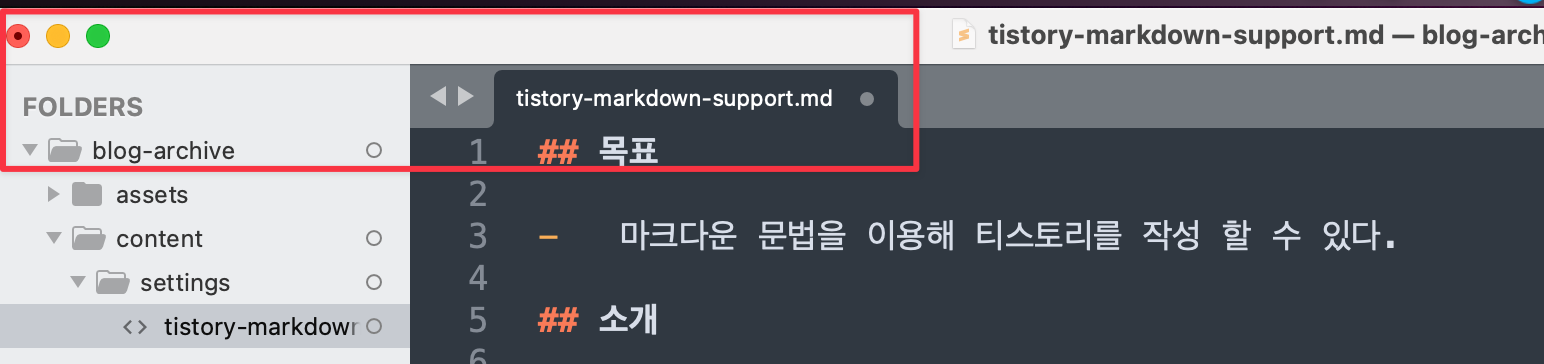 tistory-markdown-support.md — blog-arch
FOLDERS
tistory-markdown-support.md
blog-archive
assets
content
settings
<> tistory-markdowr
1 ## 목표
2
3 - 마크다운 문법을 이용해 티스토리를 작성 할 수 있다.
4
5 ## 소개
6